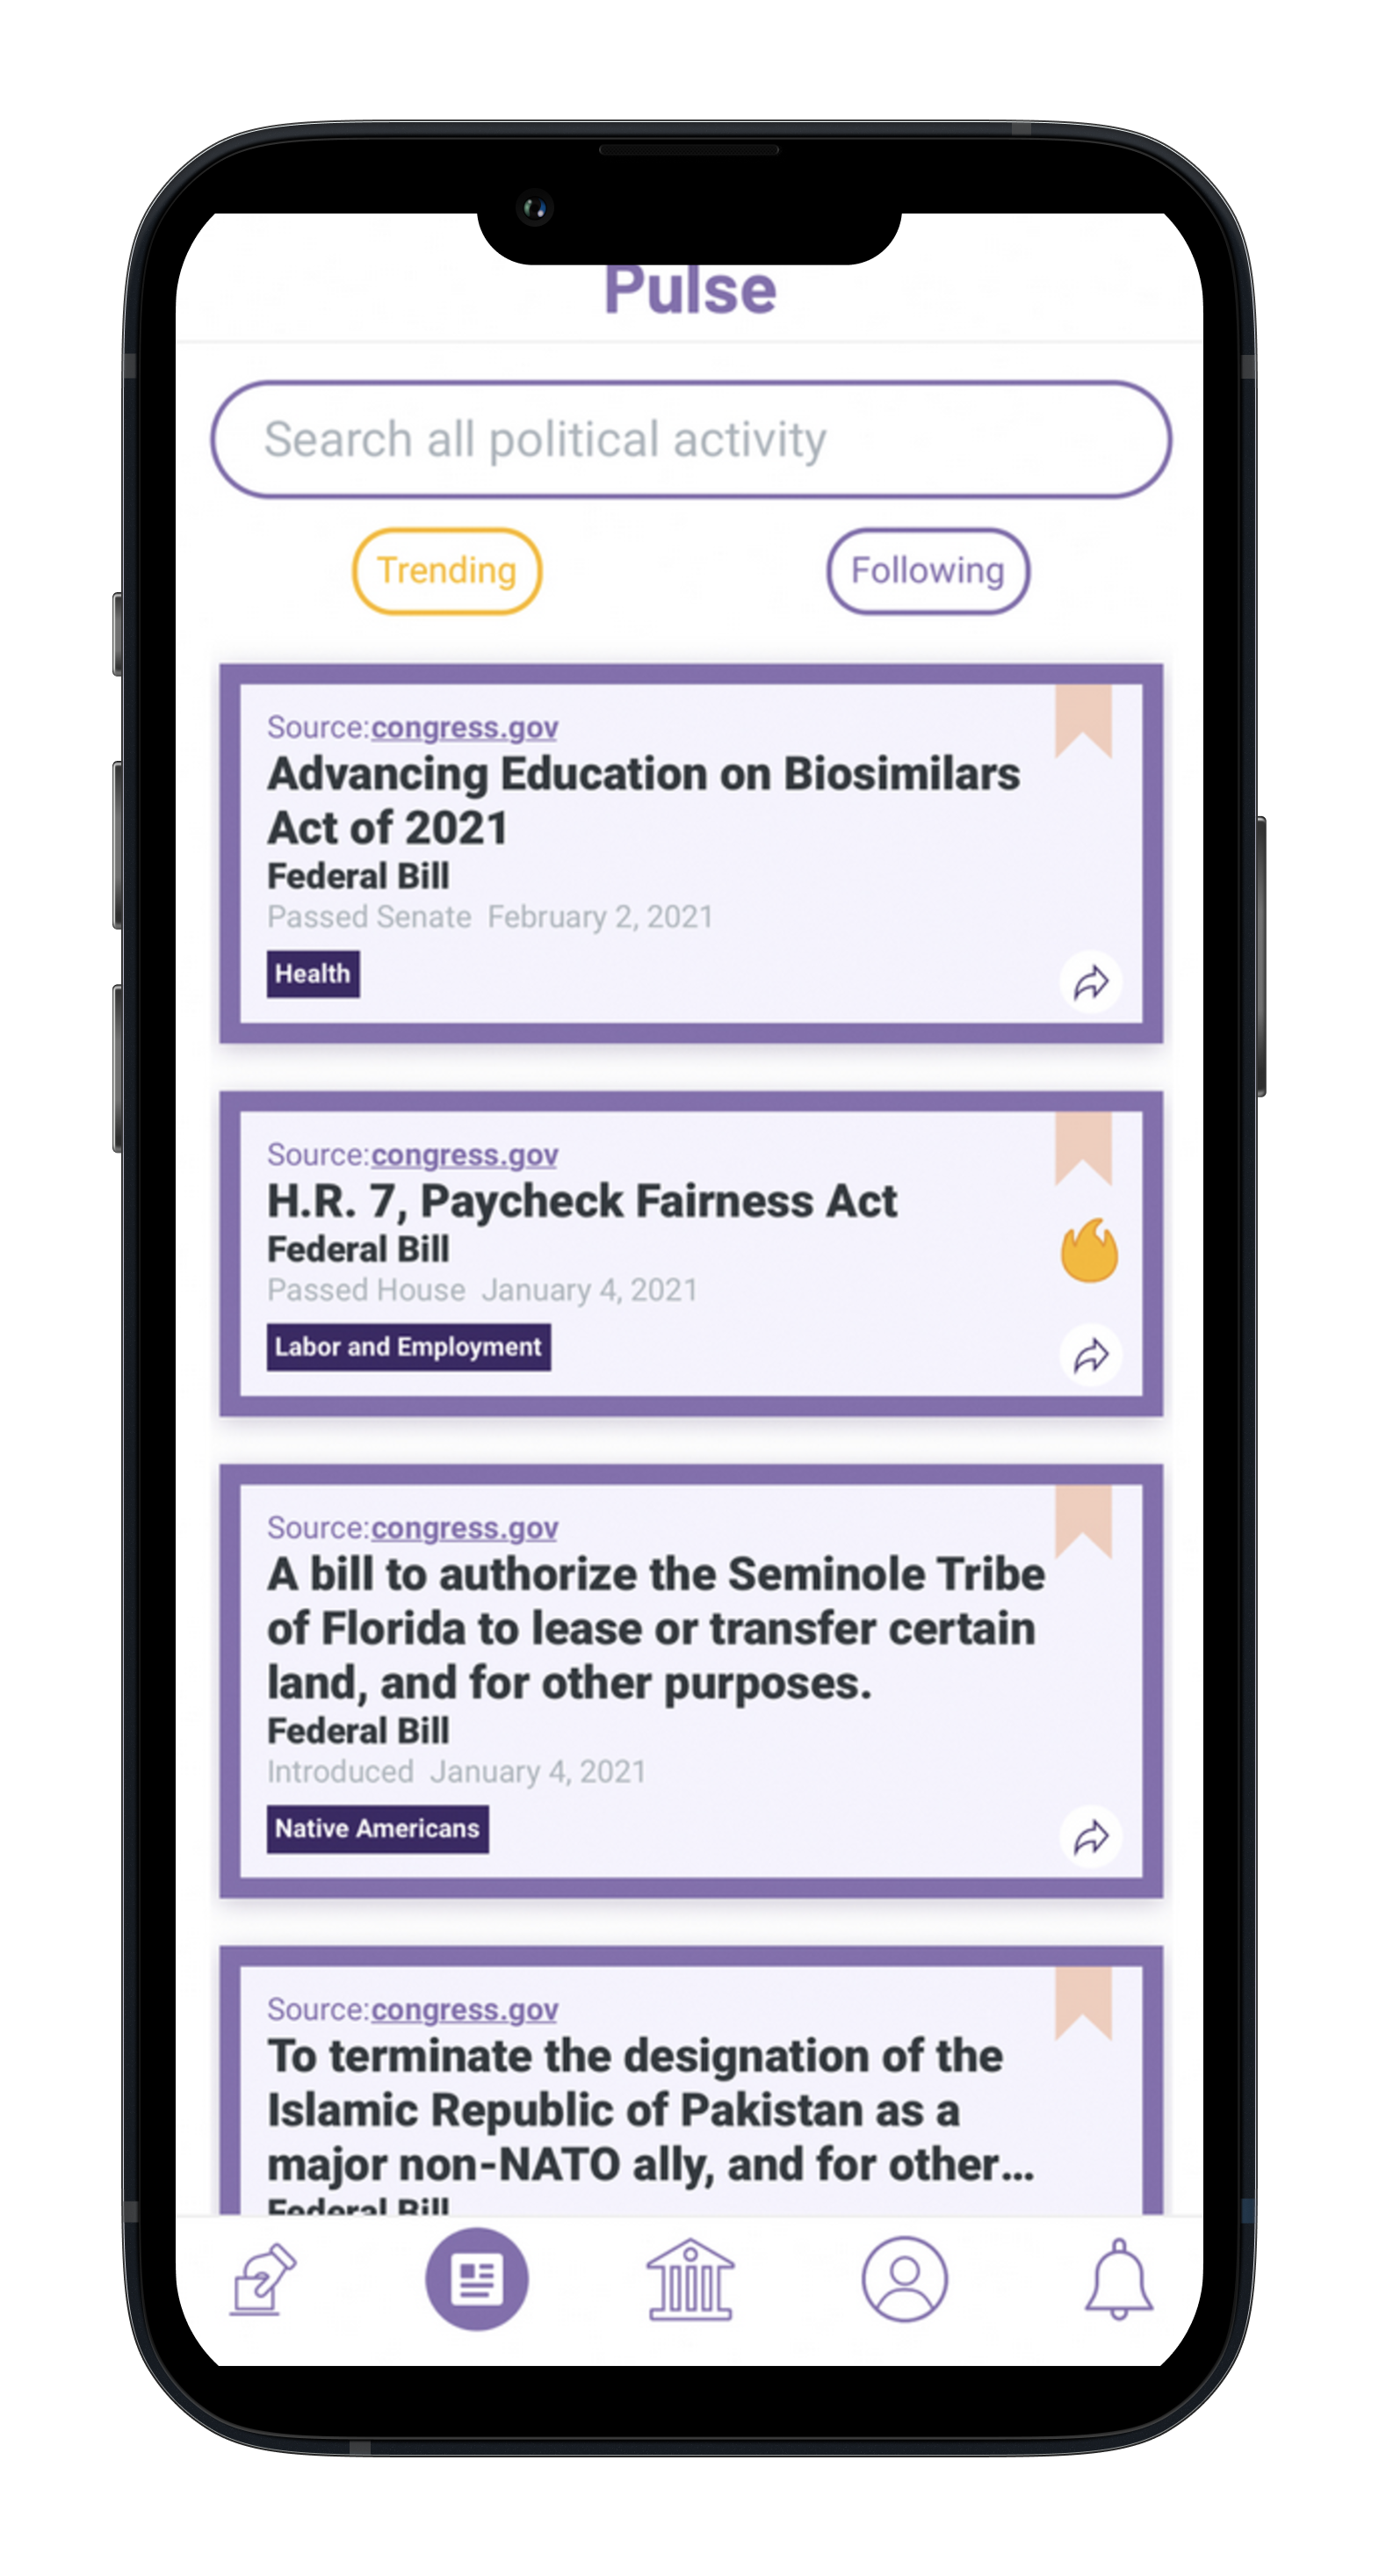 Pulse
Search all political activity
Trending
Following
Source:congress.gov
Advancing Education on Biosimilars
Act of 2021
Federal Bill
Passed Senate February 2, 2021
Health
Source:congress.gov
H.R. 7, Paycheck Fairness Act
Federal Bill
Passed House January 4, 2021
Labor and Employment
Source:congress.gov
A bill to authorize the Seminole Tribe
of Florida to lease or transfer certain
land, and for other purposes.
Federal Bill
Introduced January 4, 2021
Native Americans
Source:congress.gov
To terminate the designation of the
Islamic Republic of Pakistan as a
major non-NATO ally, and for other...
Federal Bill